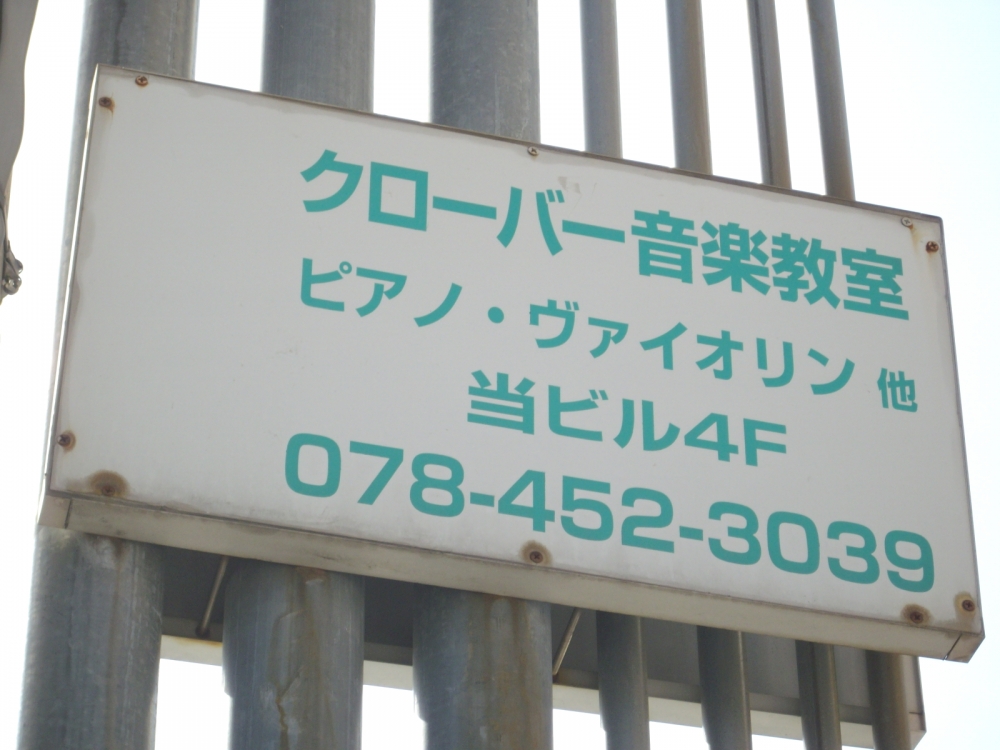 クローバー音楽教室
ピアノ・ヴァイオリン 他
当ビル4F
078-452-3039